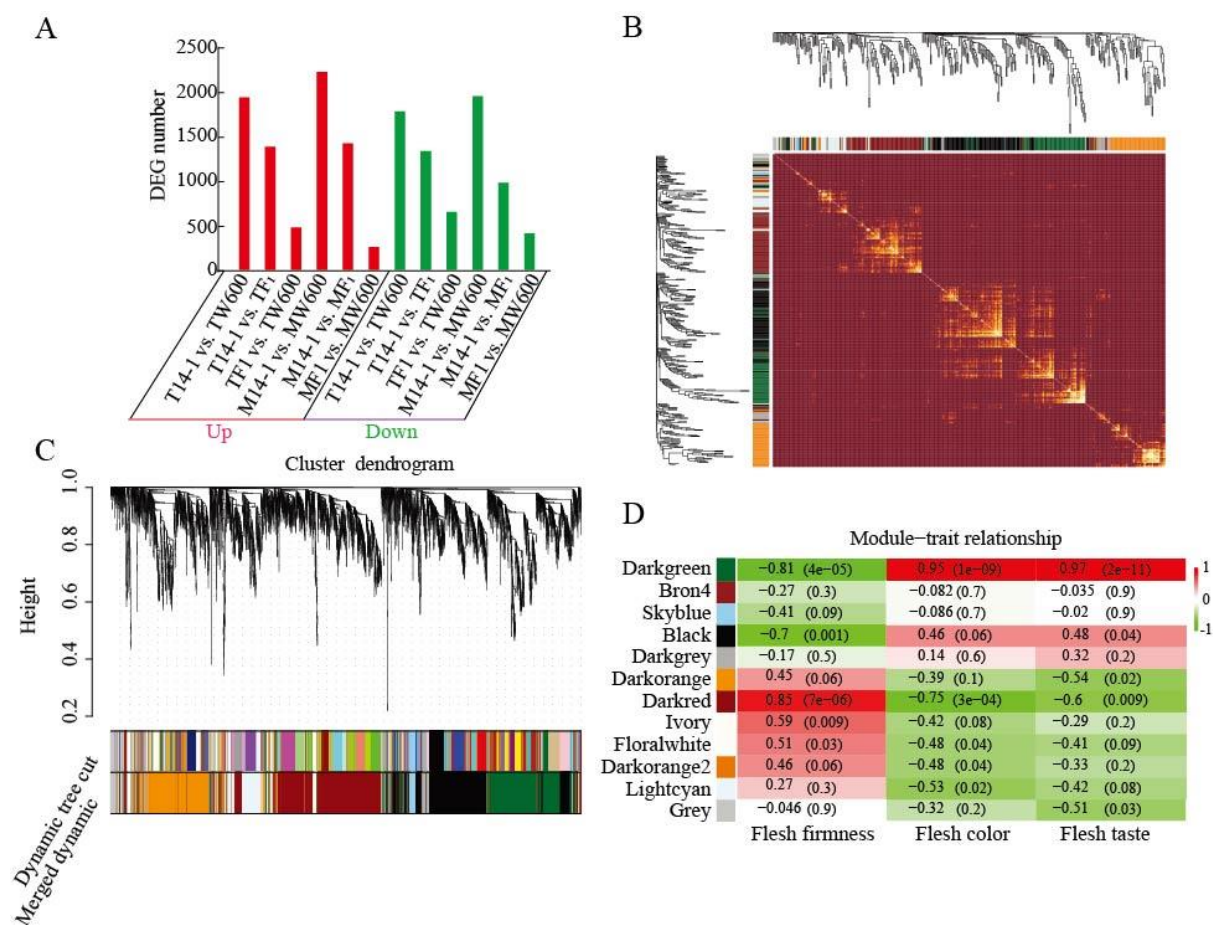 A
2500
2000
1500
1000
500
0
DEG number
T14-1 vs. TW600
T14-1 vs. TF1
T14-1 vs. TW600
TF1 vs. MW600
M14-1 vs. MF1
M14-1 vs. MW600
MF1 vs. MW600
T14-1 vs. TW600
T14-1 vs. TF1
TF1 vs. TW600
M14-1 vs. MW600
M14-1 vs. MF1
MF1 vs. MW600
Up
Down
B
C
Cluster dendrogram
1.0
0.8
0.6
0.4
0.2
Height
Dynamic tree cut
Merged dynamic
D
Module−trait relationship
Darkgreen −0.81 (4e−05) 0.95 (1e−09) 0.97 (2e−11)
Bron4 −0.27 (0.3) −0.082 (0.7) −0.035 (0.9)
Skyblue −0.41 (0.09) −0.086 (0.7) −0.02 (0.9)
Black −0.7 (0.001) 0.46 (0.06) 0.48 (0.04)
Darkgrey −0.17 (0.5) 0.14 (0.6) 0.32 (0.2)
Darkorange 0.45 (0.06) −0.39 (0.1) −0.54 (0.02)
Darkred 0.85 (7e−06) −0.75 (3e−04) −0.6 (0.009)
Ivory 0.59 (0.009) −0.42 (0.08) −0.29 (0.2)
Floralwhite 0.51 (0.03) −0.48 (0.04) −0.41 (0.09)
Darkorange2 0.46 (0.06) −0.48 (0.04) −0.33 (0.2)
Lightcyan 0.27 (0.3) −0.53 (0.02) −0.42 (0.08)
Grey −0.046 (0.9) −0.32 (0.2) −0.51 (0.03)
Flesh firmness Flesh color Flesh taste
1
0
-1